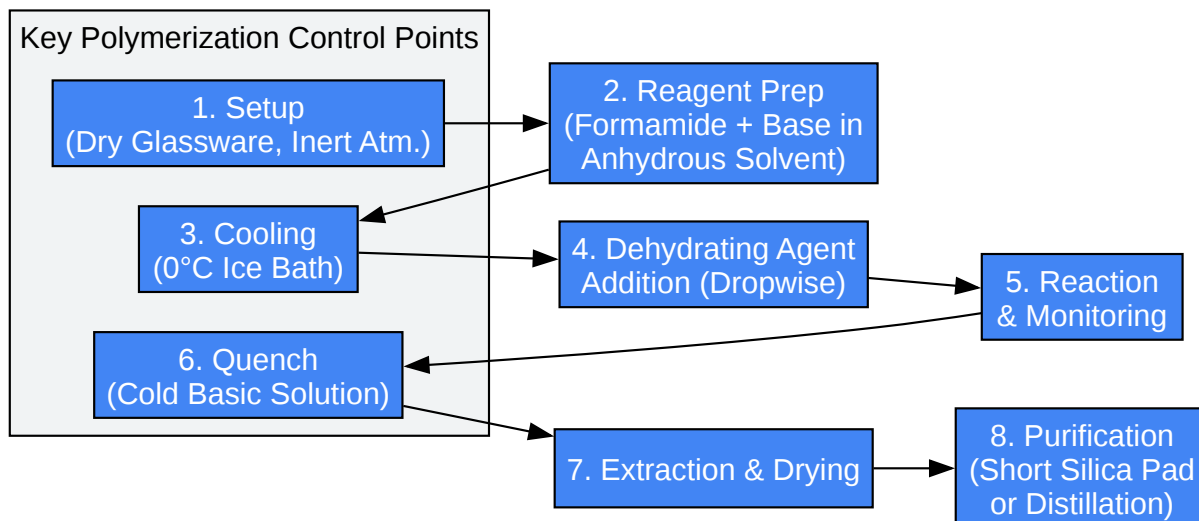 Key Polymerization Control Points
1. Setup
(Dry Glassware, Inert Atm.)
2. Reagent Prep
(Formamide + Base in
Anhydrous Solvent)
3. Cooling
(0°C Ice Bath)
4. Dehydrating Agent
Addition (Dropwise)
5. Reaction
& Monitoring
6. Quench
(Cold Basic Solution)
7. Extraction & Drying
8. Purification
(Short Silica Pad
or Distillation)